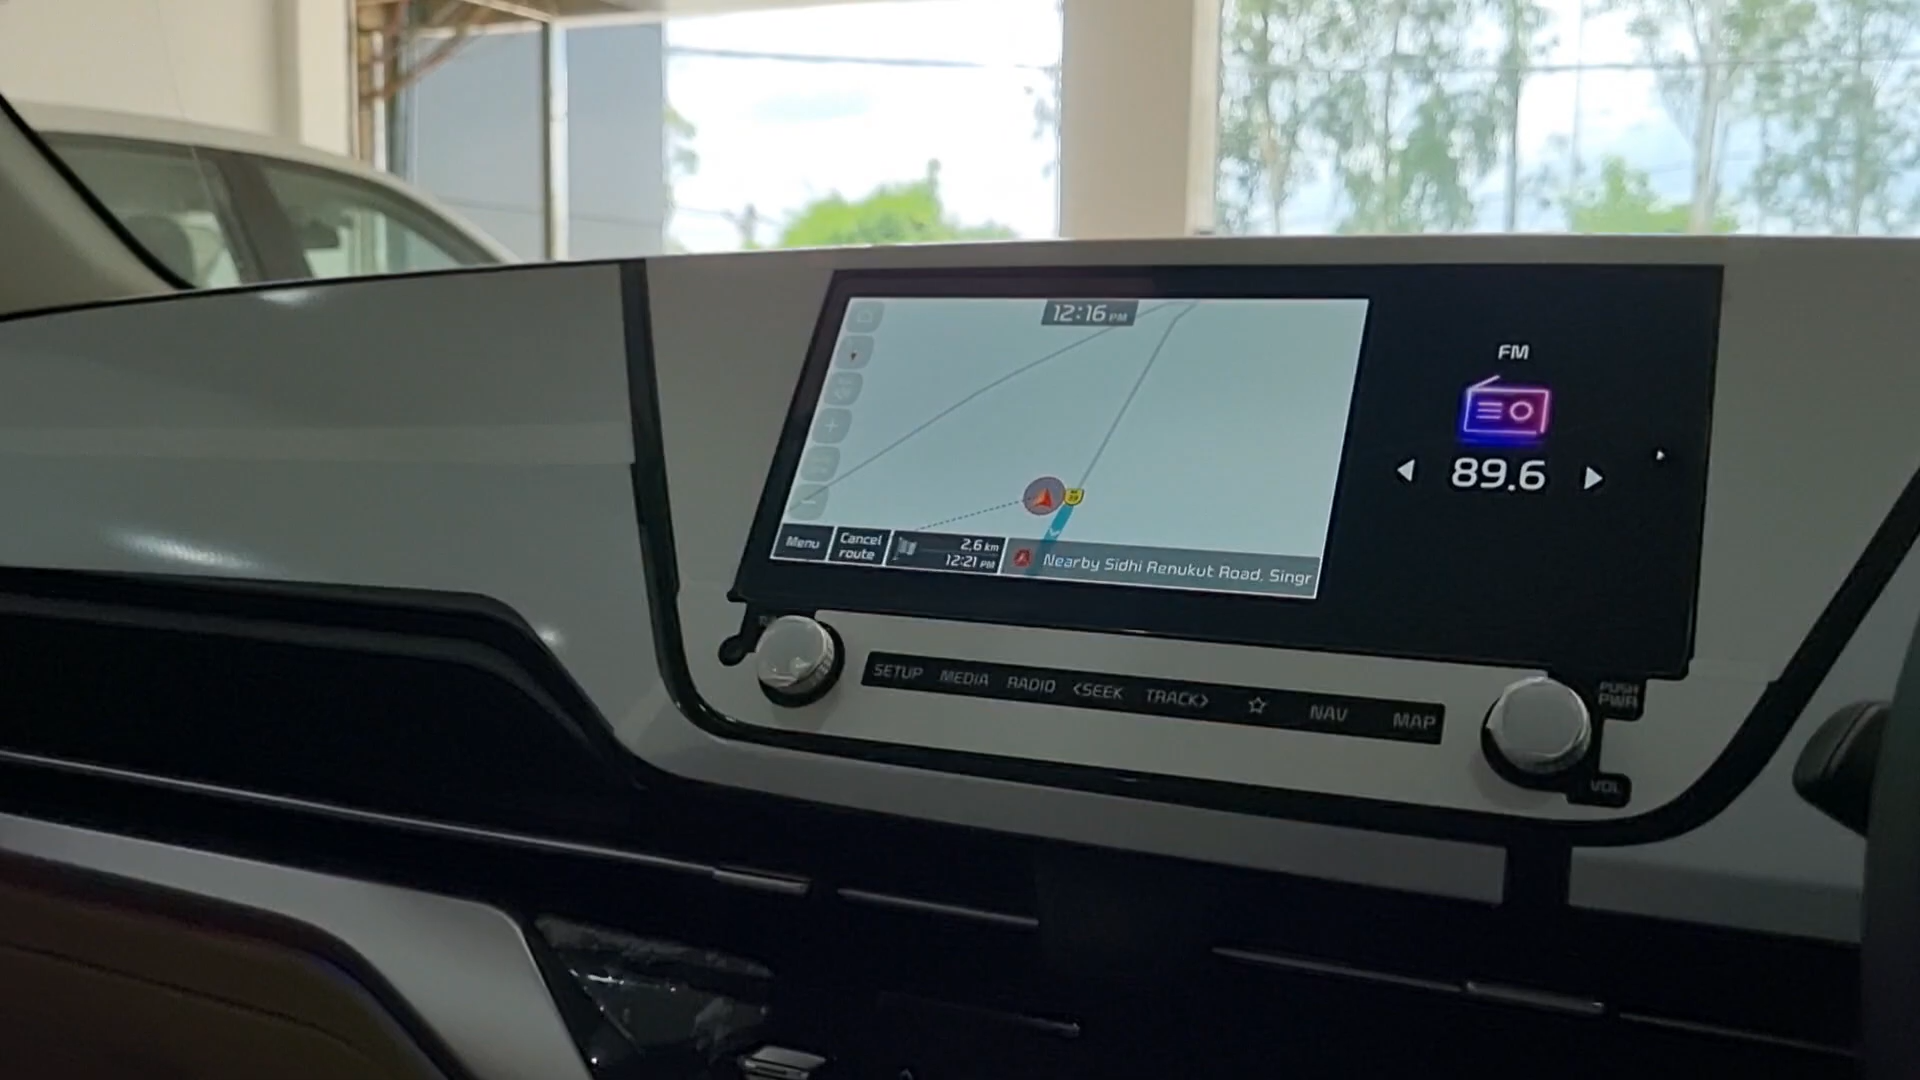 12:16 PM
FM
89.6
Menu
Cancel
route
2.6 km
12:21 PM
Nearby Sidhi Renukut Road, Singr
SETUP MEDIA RADIO <SEEK TRACK> ☆ NAV MAP
PUSH
PWR
VOL